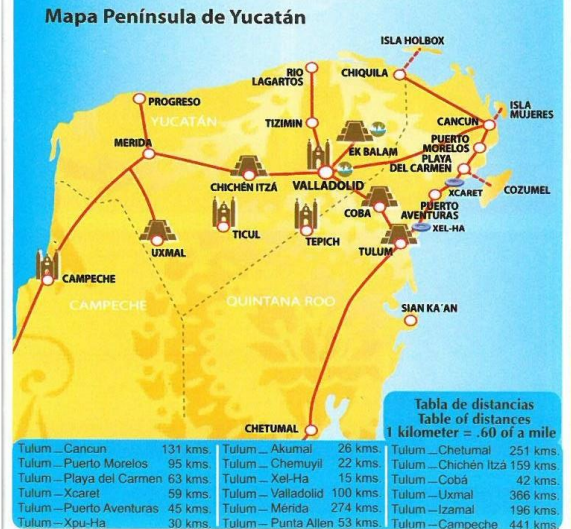 Mapa Península de Yucatán
ISLA HOLBOX
RIO
LAGARTOS
CHIQUILA
PROGRESO
ISLA
MUJERES
YUCATÁN
TIZIMIN
CANCUN
MERIDA
EK BALAM
PUERTO
MORELOS
PLAYA
DEL CARMEN
CHICHÉN ITZÁ
VALLADOLID
XCARET
COZUMEL
COBA
PUERTO
AVENTURAS
TICUL
TEPICH
XEL-HA
UXMAL
TULUM
CAMPECHE
CAMPECHE
QUINTANA ROO
SIAN KA´AN
CHETUMAL
Tabla de distancias
Table of distances
1 kilometer = .60 of a mile
Tulum — Cancun 131 kms.
Tulum — Puerto Morelos 95 kms.
Tulum — Playa del Carmen 63 kms.
Tulum — Xcaret 59 kms.
Tulum — Puerto Aventuras 45 kms.
Tulum — Xpu-Ha 30 kms.
Tulum — Akumal 26 kms.
Tulum — Chemuyil 22 kms.
Tulum — Xel-Ha 15 kms.
Tulum — Valladolid 100 kms.
Tulum — Mérida 274 kms.
Tulum — Punta Allen 53 kms.
Tulum — Chetumal 251 kms.
Tulum — Chichén Itzá 159 kms.
Tulum — Cobá 42 kms.
Tulum — Uxmal 366 kms.
Tulum — Izamal 196 kms.
Tulum — Campeche 441 kms.